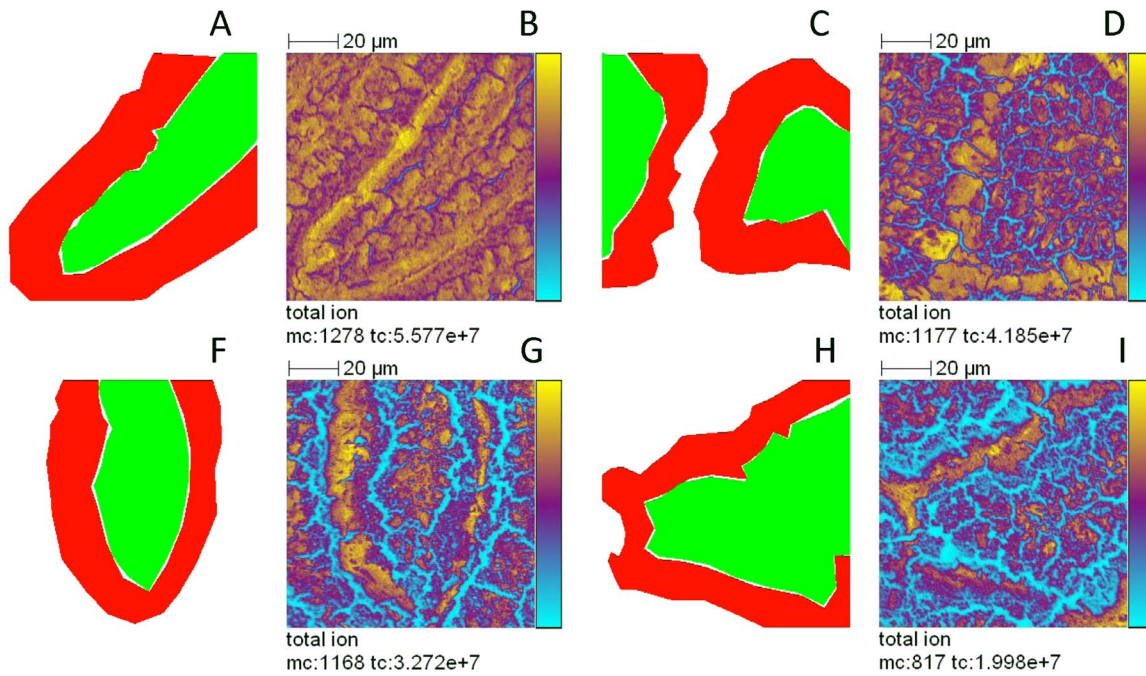 A
B
C
D
20 µm
20 µm
total ion
mc:1278 tc:5.577e+7
total ion
mc:1177 tc:4.185e+7
F
G
H
I
20 µm
20 µm
total ion
mc:1168 tc:3.272e+7
total ion
mc:817 tc:1.998e+7